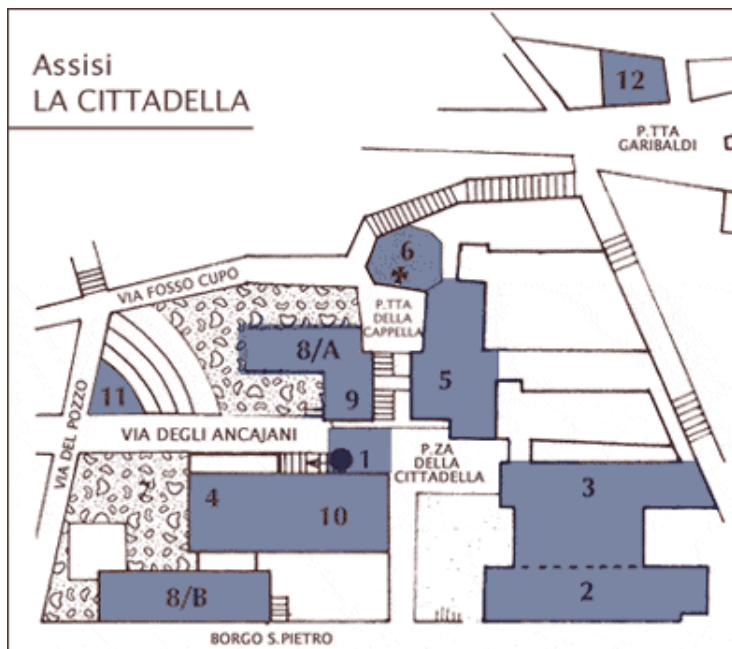 Assisi
LA CITTADELLA
12
P.TTA
GARIBALDI
6
VIA FOSSO CUPO
P.TTA
DELLA
CAPPELLA
8/A
5
9
11
VIA DEL POZZO
VIA DEGLI ANCAJANI
1
P.ZA
DELLA
CITTADELLA
3
7
4
10
2
8/B
BORGO S.PIETRO